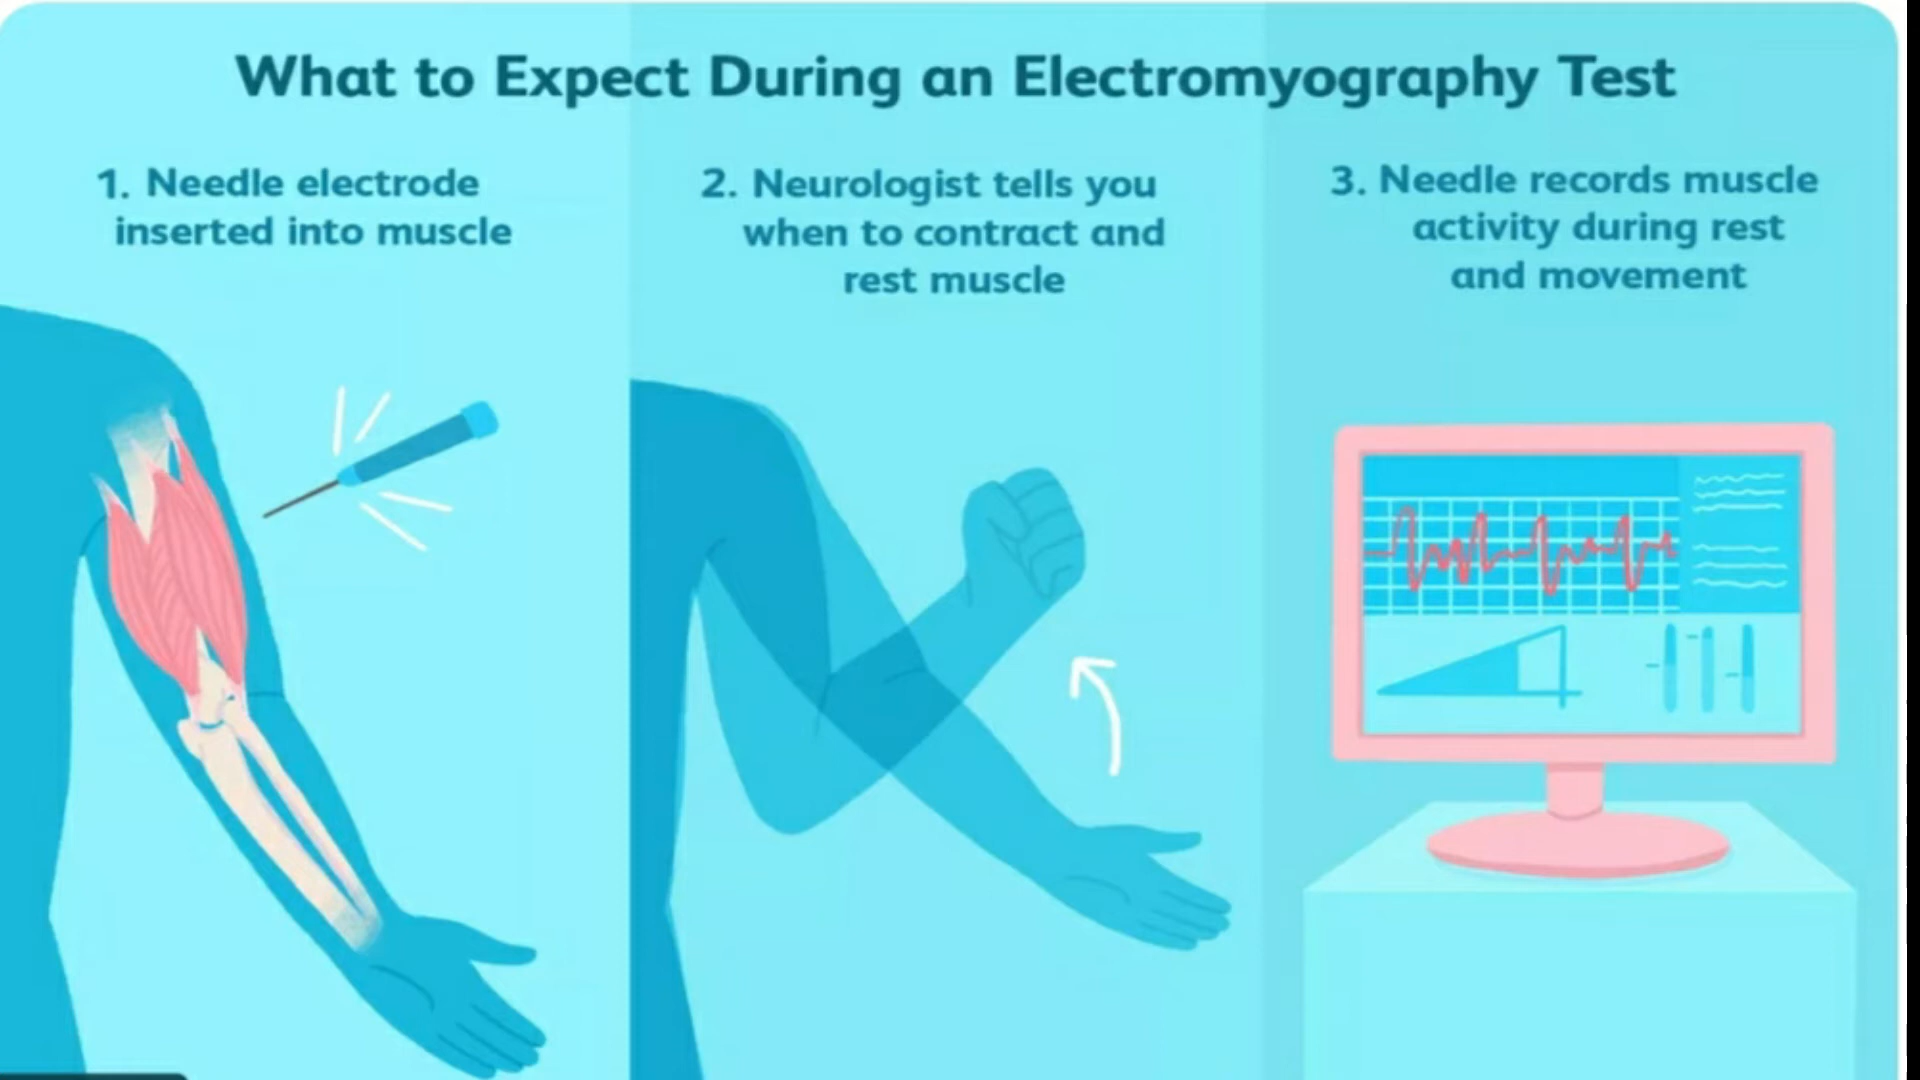 What to Expect During an Electromyography Test
1. Needle electrode
inserted into muscle
2. Neurologist tells you
when to contract and
rest muscle
3. Needle records muscle
activity during rest
and movement